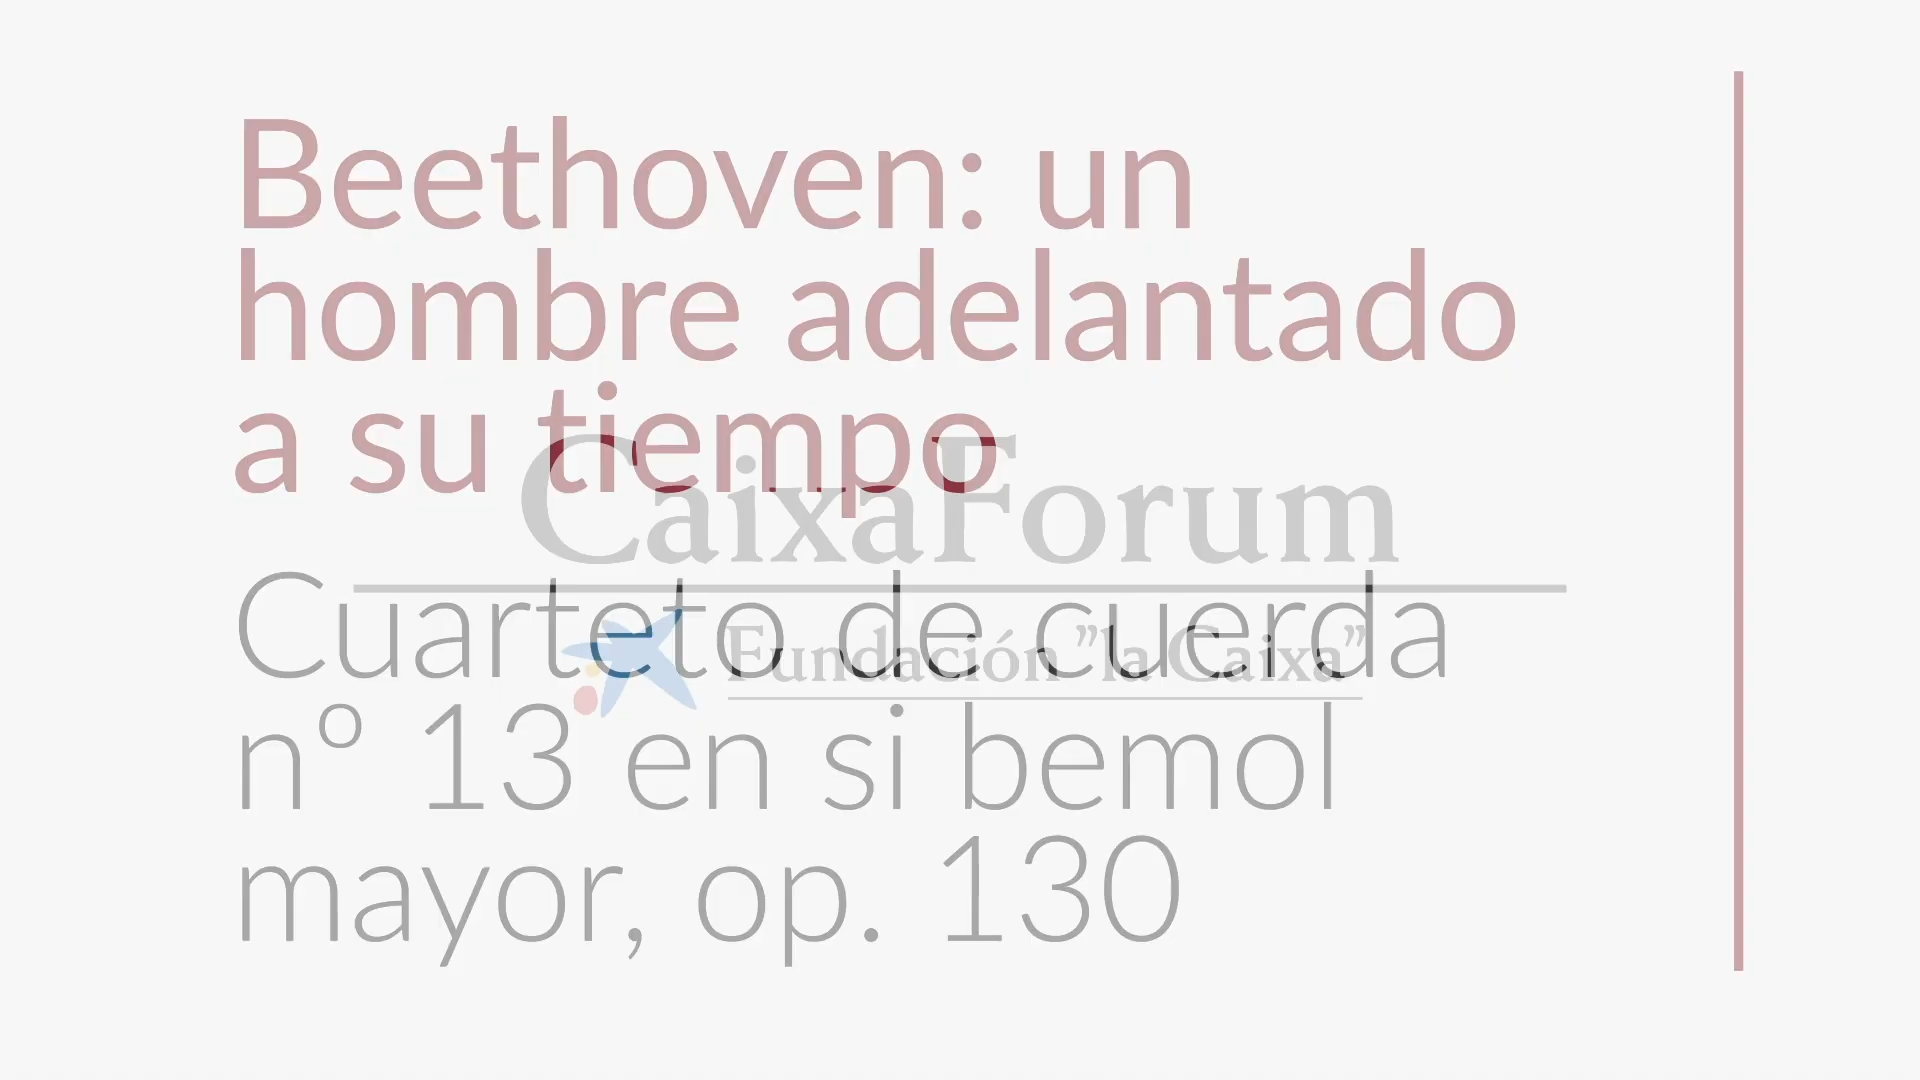 Beethoven: un
hombre adelantado
a su tiempo
CaixaForum
Cuarteto de cuerda
Fundación "la Caixa"
nº 13 en si bemol
mayor, op. 130